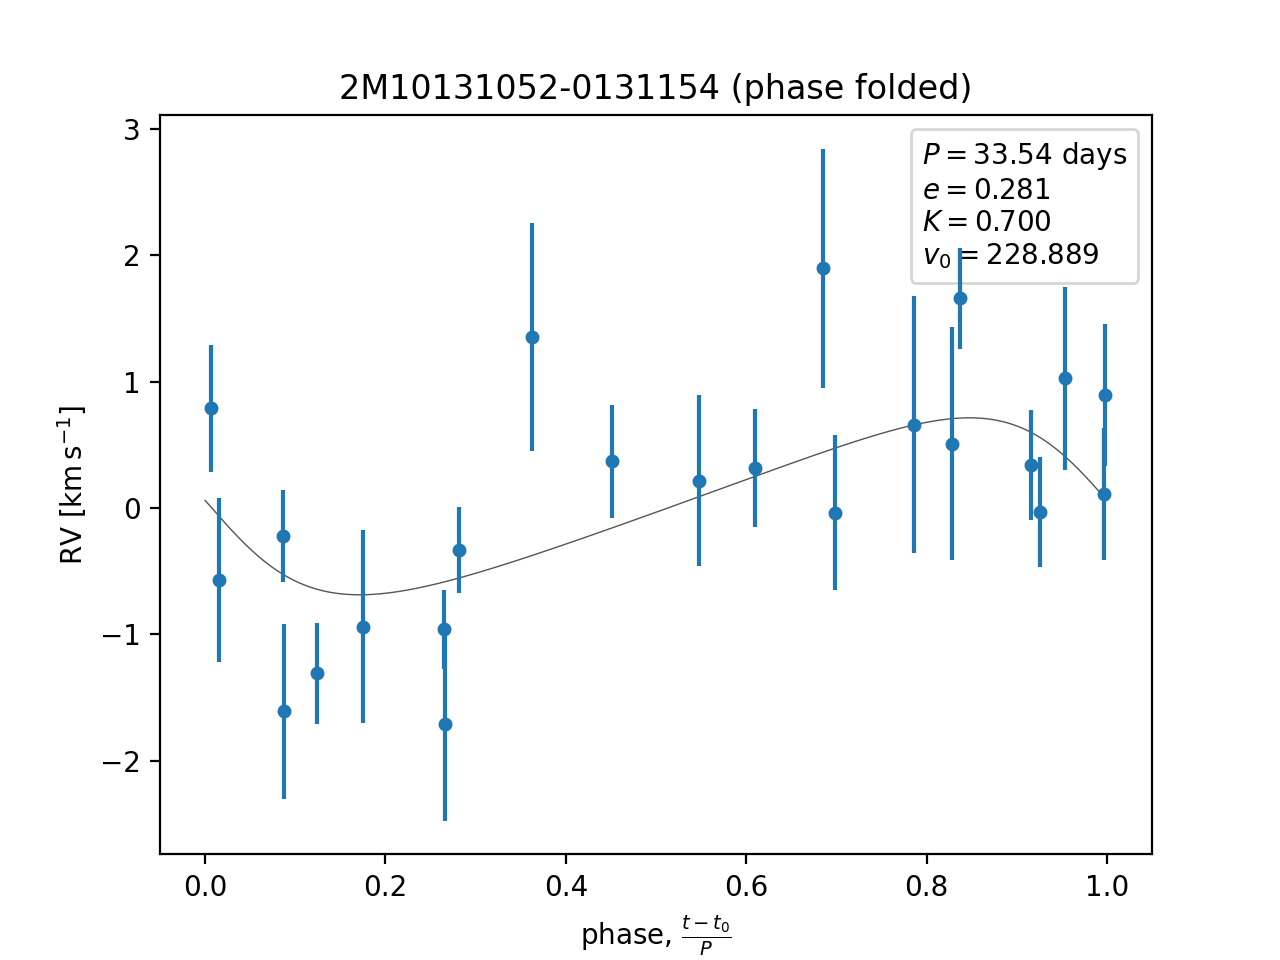 2M10131052-0131154 (phase folded)
P = 33.54 days
e = 0.281
K = 0.700
v₀ = 228.889
RV [km s⁻¹]
3
2
1
0
−1
−2
0.0 0.2 0.4 0.6 0.8 1.0
phase, (t − t₀)/P